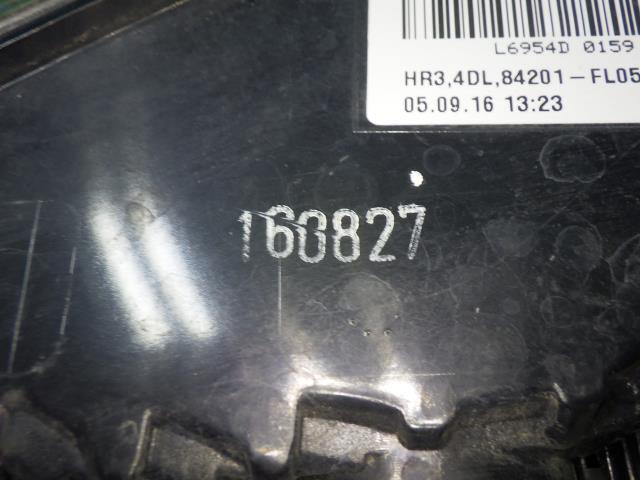 L6954D 0159
HR3,4DL,84201-FL05
05.09.16 13:23
160827